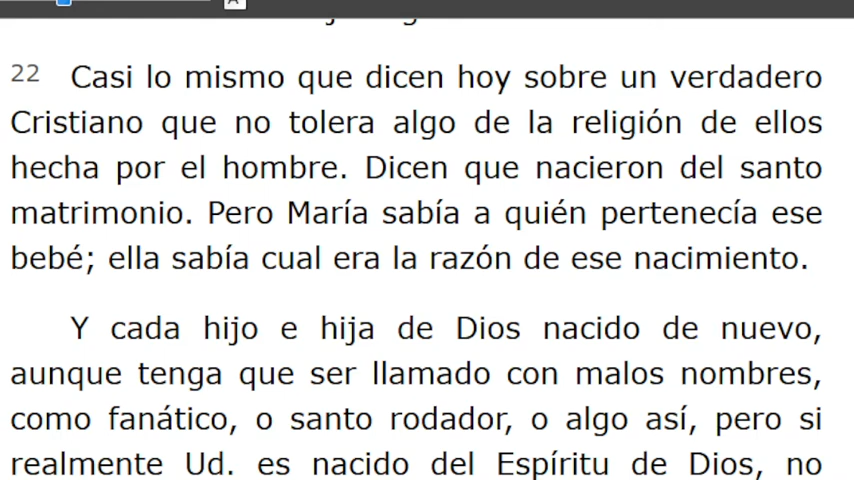 22 Casi lo mismo que dicen hoy sobre un verdadero
Cristiano que no tolera algo de la religión de ellos
hecha por el hombre. Dicen que nacieron del santo
matrimonio. Pero María sabía a quién pertenecía ese
bebé; ella sabía cual era la razón de ese nacimiento.
Y cada hijo e hija de Dios nacido de nuevo,
aunque tenga que ser llamado con malos nombres,
como fanático, o santo rodador, o algo así, pero si
realmente Ud. es nacido del Espíritu de Dios, no